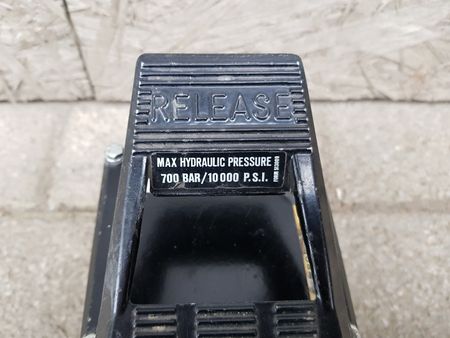 RELEASE
MAX HYDRAULIC PRESSURE
700 BAR/10 000 P.S.I.